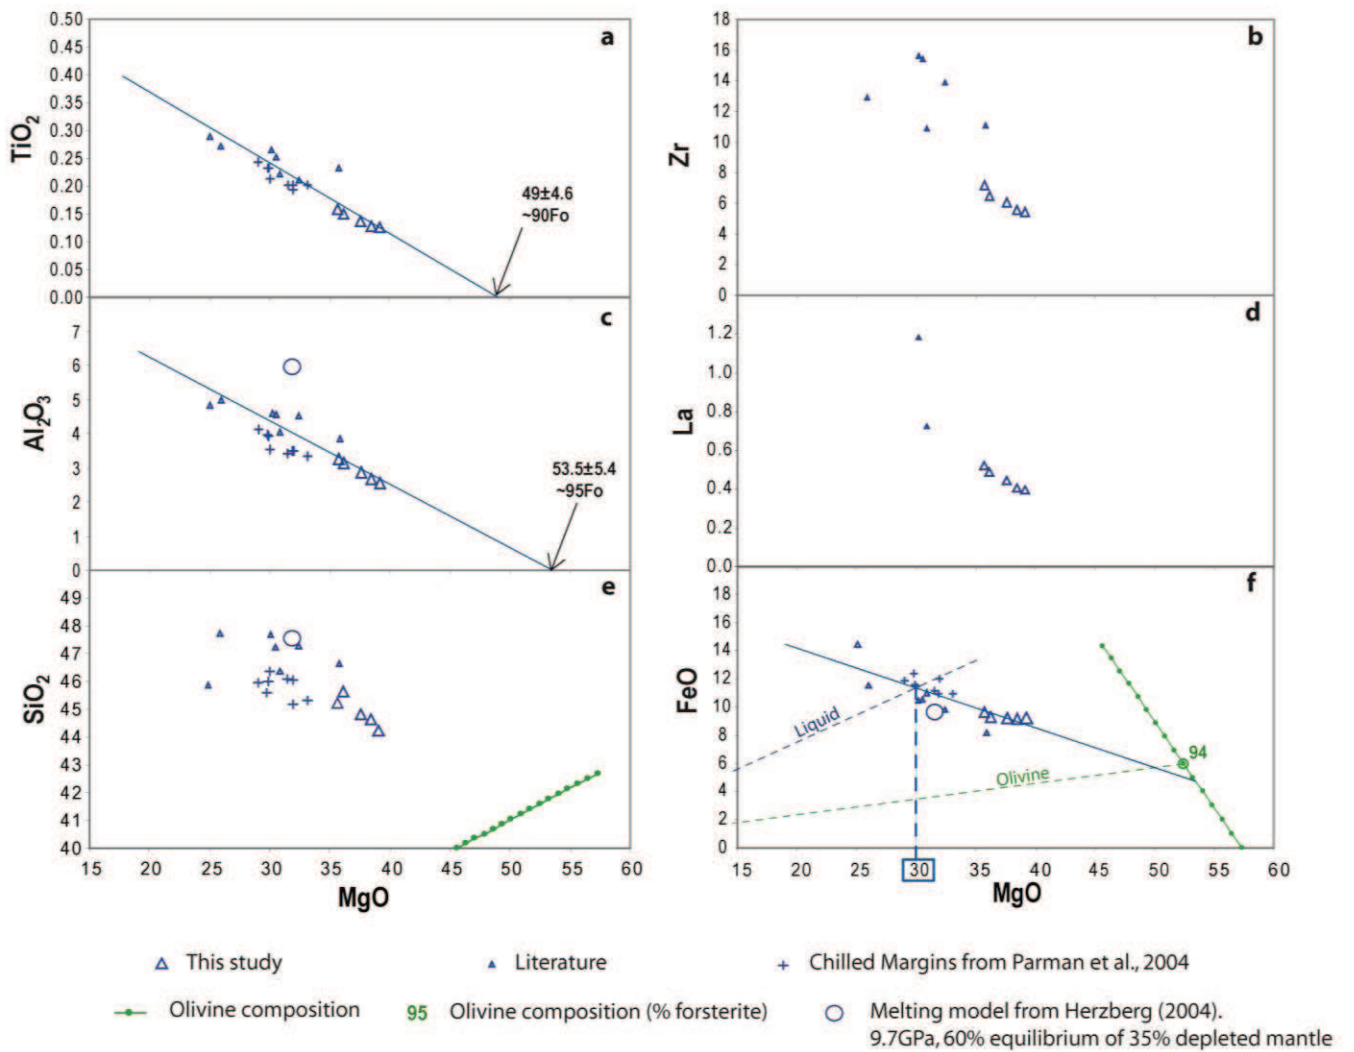 0.50
0.45
0.40
0.35
0.30
0.25
0.20
0.15
0.10
0.05
0.00
TiO2
a
49±4.6
~90Fo
18
16
14
12
10
8
6
4
2
0
Zr
b
7
6
5
4
3
2
1
0
Al2O3
c
53.5±5.4
~95Fo
1.2
1.0
0.8
0.6
0.4
0.2
0.0
La
d
49
48
47
46
45
44
43
42
41
40
SiO2
e
15 20 25 30 35 40 45 50 55 60
MgO
18
16
14
12
10
8
6
4
2
0
FeO
f
Liquid
Olivine
94
15 20 25 30 35 40 45 50 55 60
MgO
This study
Literature
Chilled Margins from Parman et al., 2004
Olivine composition
95 Olivine composition (% forsterite)
Melting model from Herzberg (2004).
9.7GPa, 60% equilibrium of 35% depleted mantle